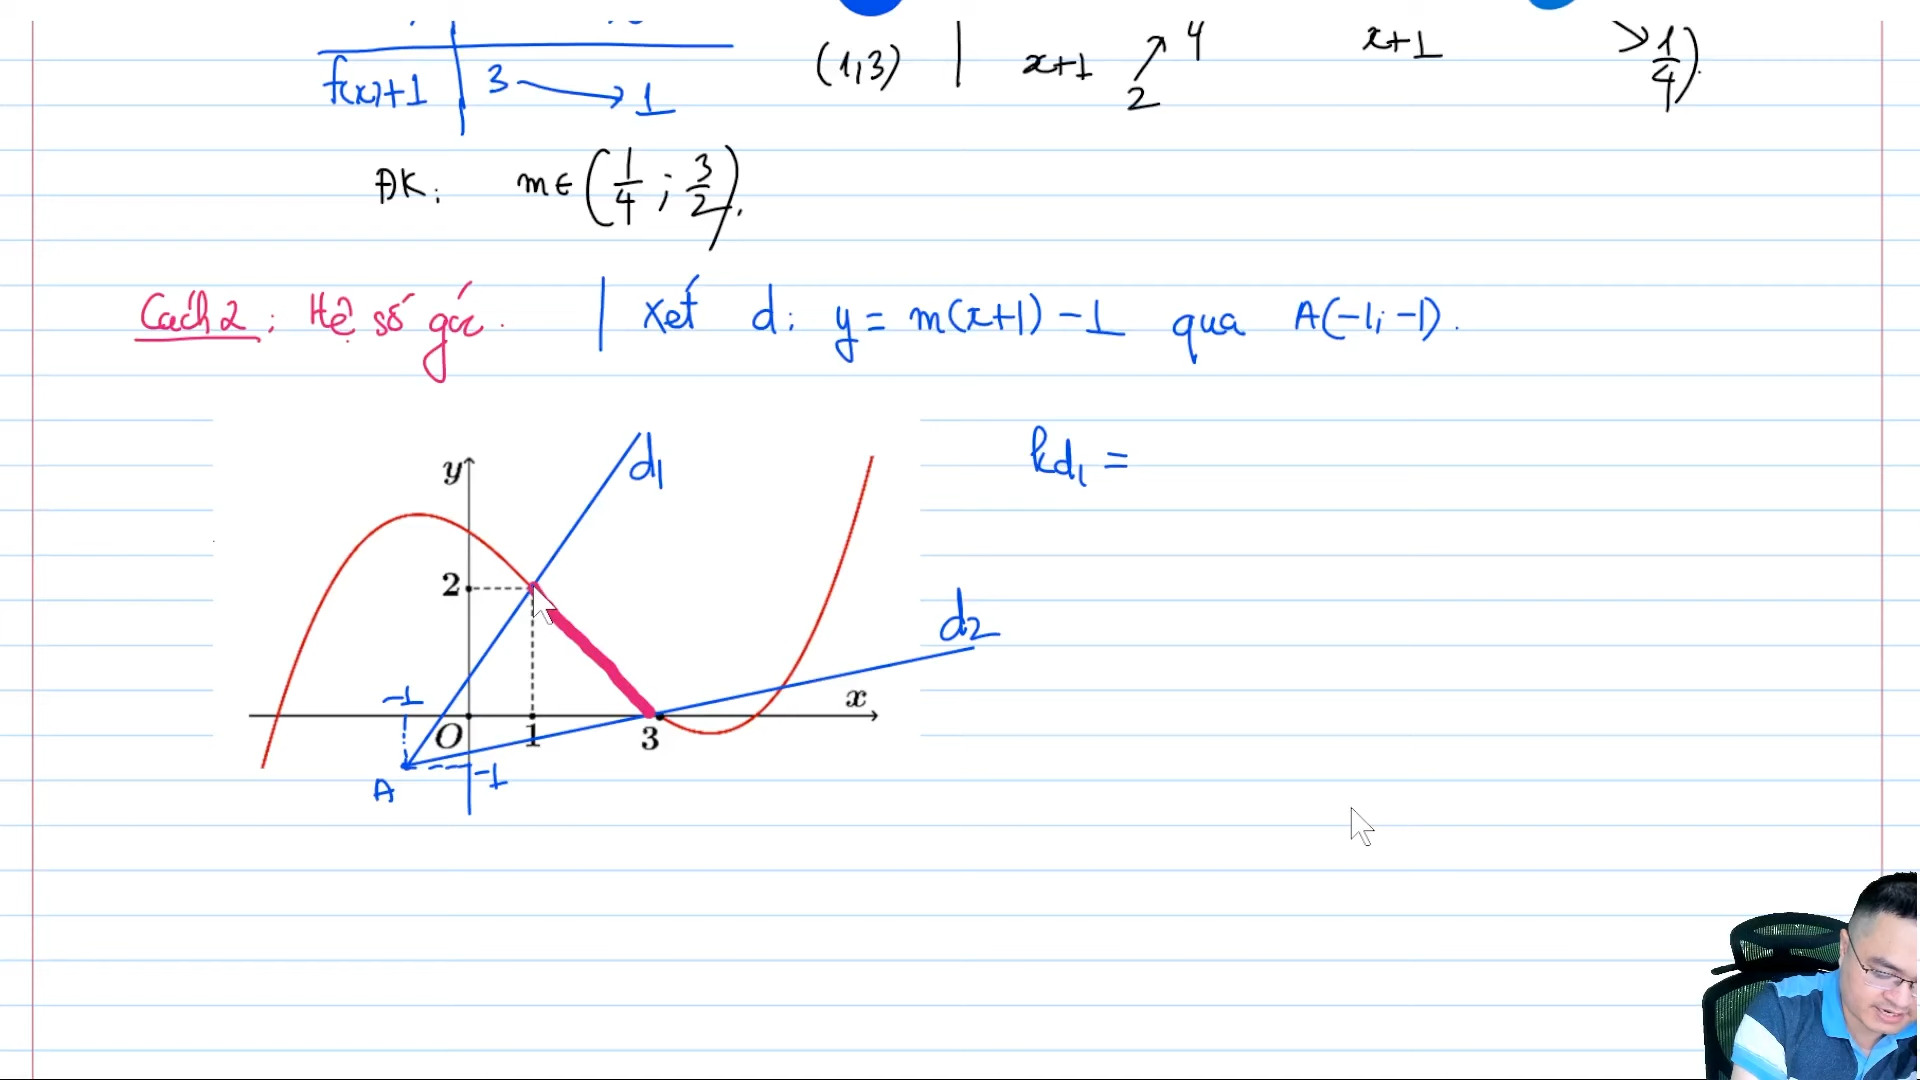 (1,3) | x+1 ↗ 4 x+1 > 1/4).
2
f(x)+1 | 3 → 1
ĐK: m∈(1/4 ; 3/2).
Cách 2: Hệ số góc. | Xét d: y = m(x+1) -1 qua A(-1; -1).
kd1 =
d1
y
2
d2
-1
x
O 1 3
-1
A